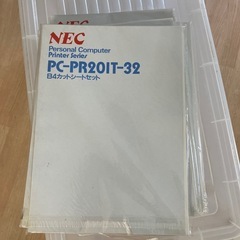 NEC
Personal Computer
Printer Series
PC-PR201T-32
B4カットシートセット